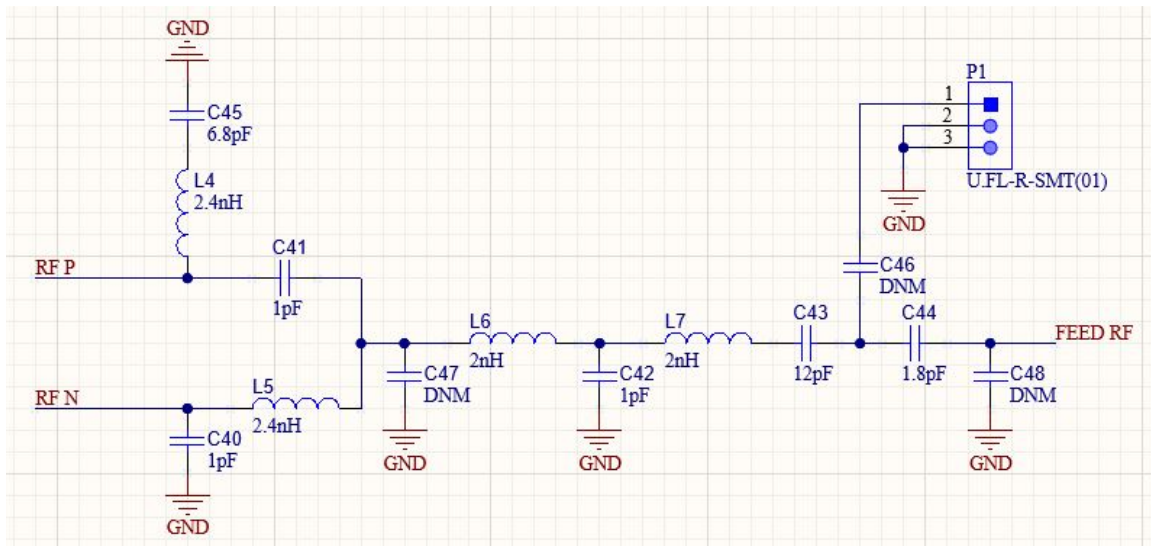 GND
C45
6.8pF
L4
2.4nH
RF P
C41
1pF
RF N
L5
2.4nH
C40
1pF
GND
C47
DNM
GND
L6
2nH
C42
1pF
GND
L7
2nH
C43
12pF
C46
DNM
P1
1
2
3
U.FL-R-SMT(01)
GND
C44
1.8pF
FEED RF
C48
DNM
GND